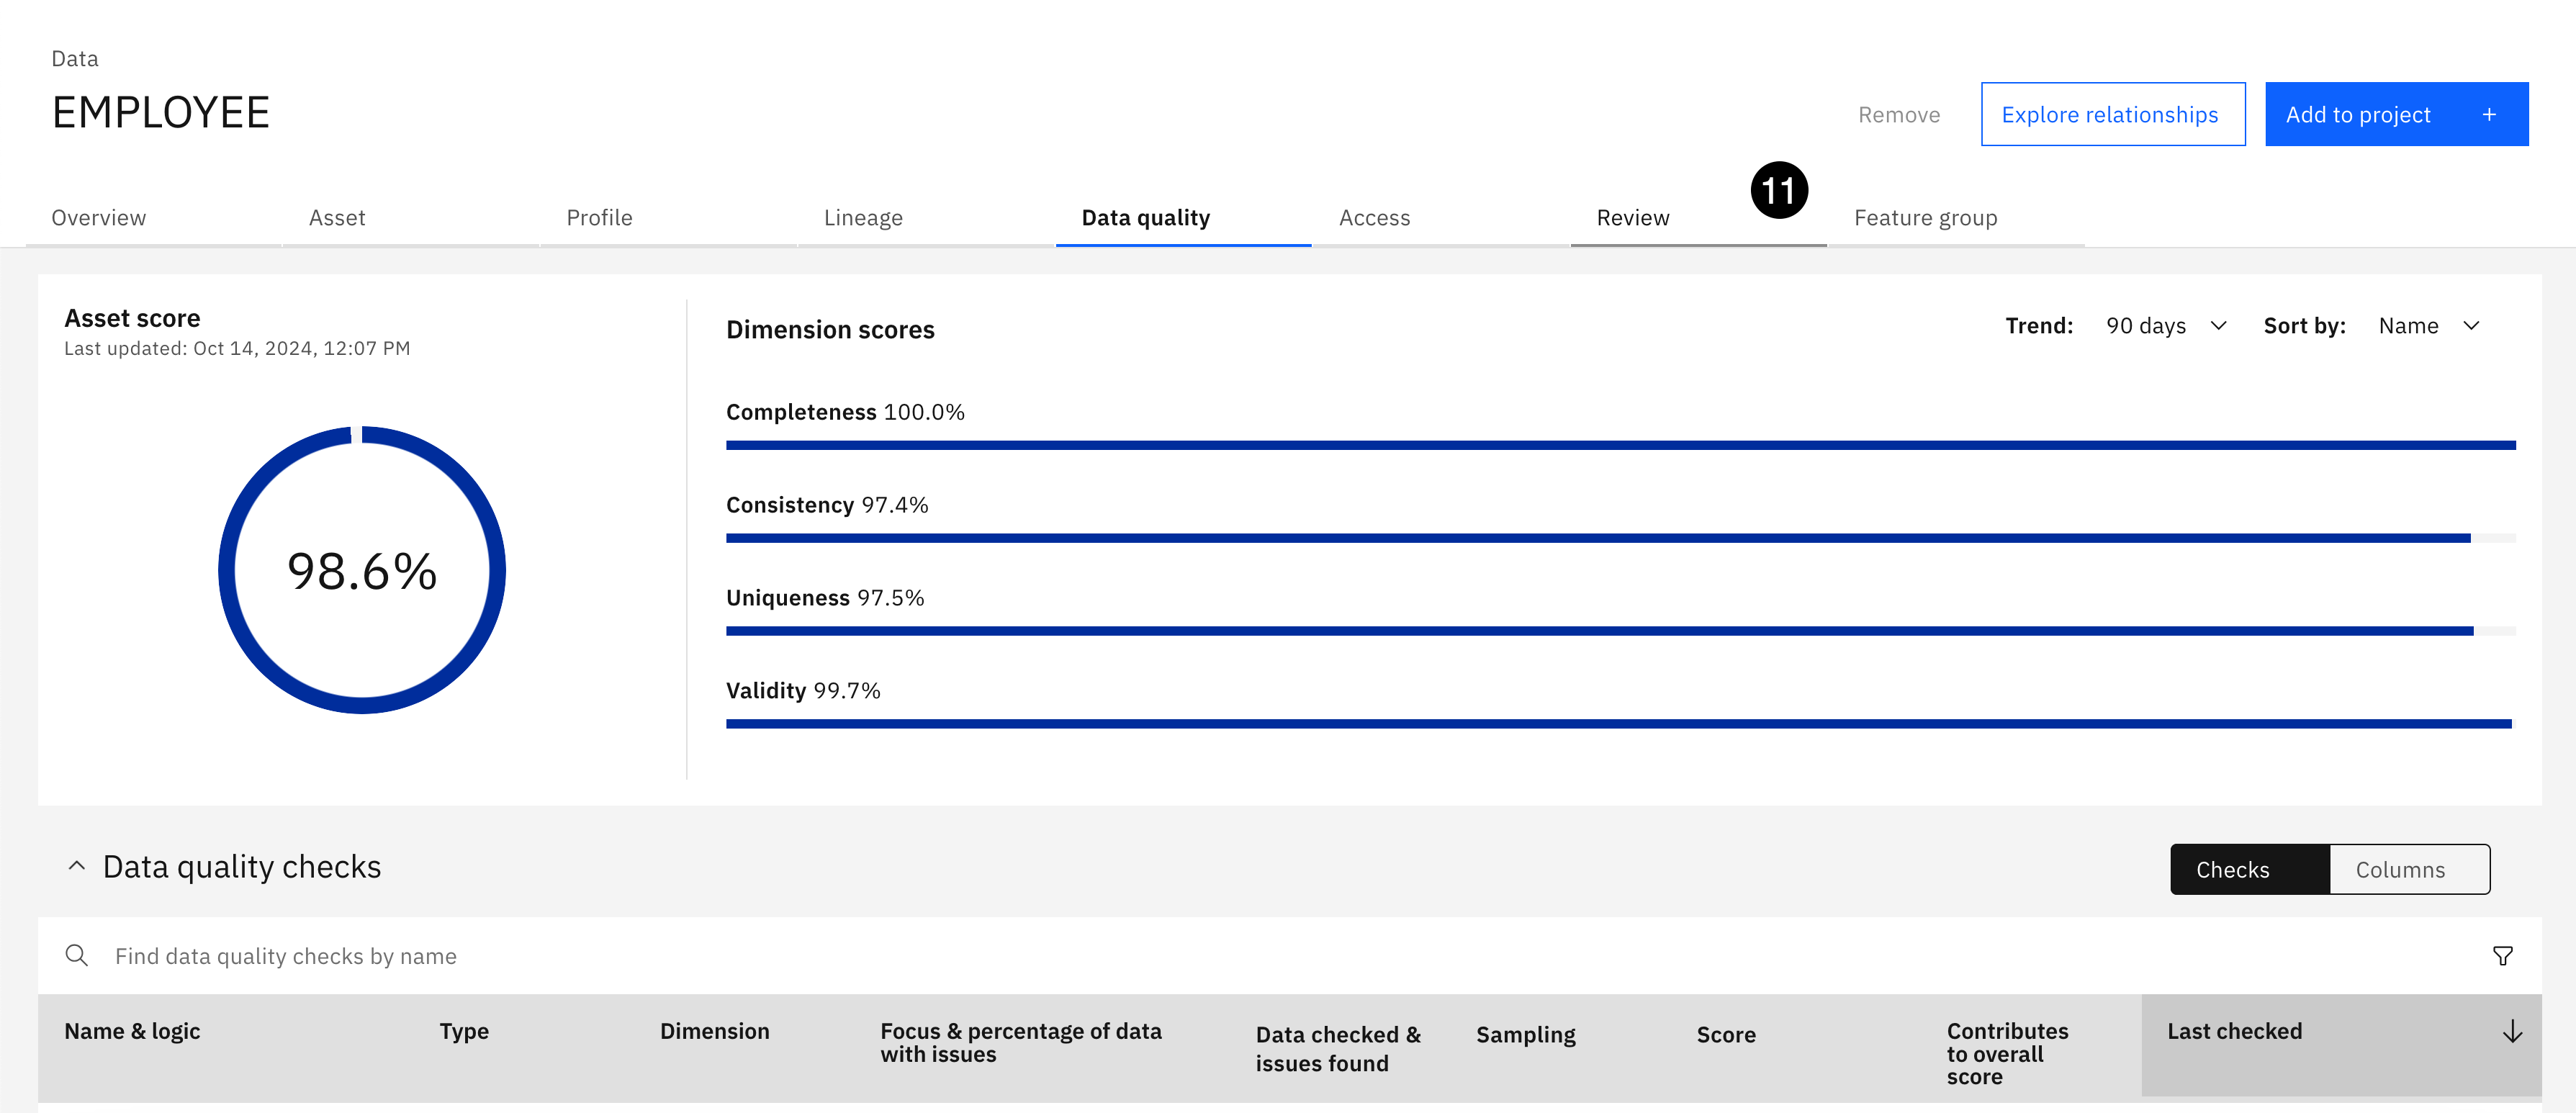 Data
EMPLOYEE
Remove
Explore relationships
Add to project +
11
Overview
Asset
Profile
Lineage
Data quality
Access
Review
Feature group
Asset score
Last updated: Oct 14, 2024, 12:07 PM
98.6%
Dimension scores
Trend: 90 days
Sort by: Name
Completeness 100.0%
Consistency 97.4%
Uniqueness 97.5%
Validity 99.7%
Data quality checks
Checks
Columns
Find data quality checks by name
Name & logic
Type
Dimension
Focus & percentage of data
with issues
Data checked &
issues found
Sampling
Score
Contributes
to overall
score
Last checked